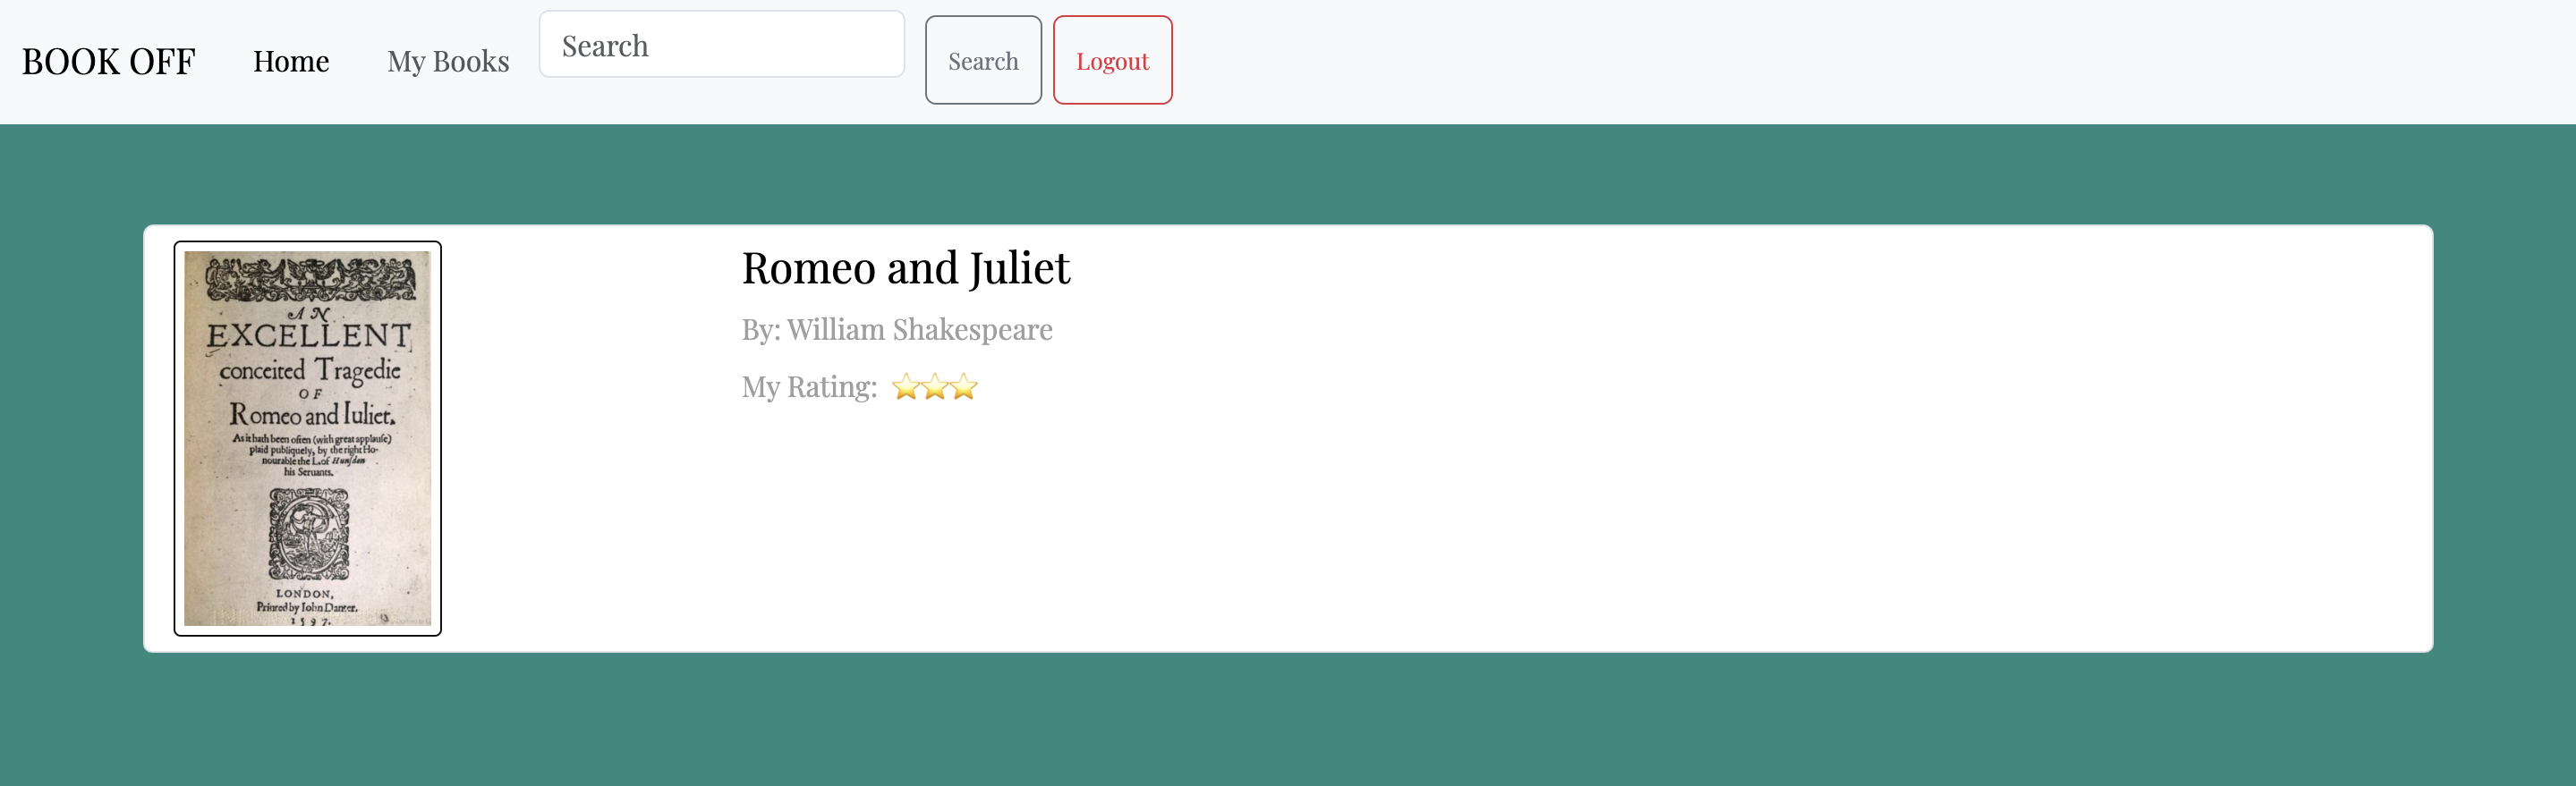 BOOK OFF Home My Books Search Search Logout
AN
EXCELLENT
conceited Tragedie
OF
Romeo and Iuliet.
As it hath been often (with great applause)
plaid publiquely, by the right Ho-
nourable the L. of Hunsdon
his Seruants.
LONDON,
Printed by Iohn Danter.
1597.
Romeo and Juliet
By: William Shakespeare
My Rating: ⭐⭐⭐